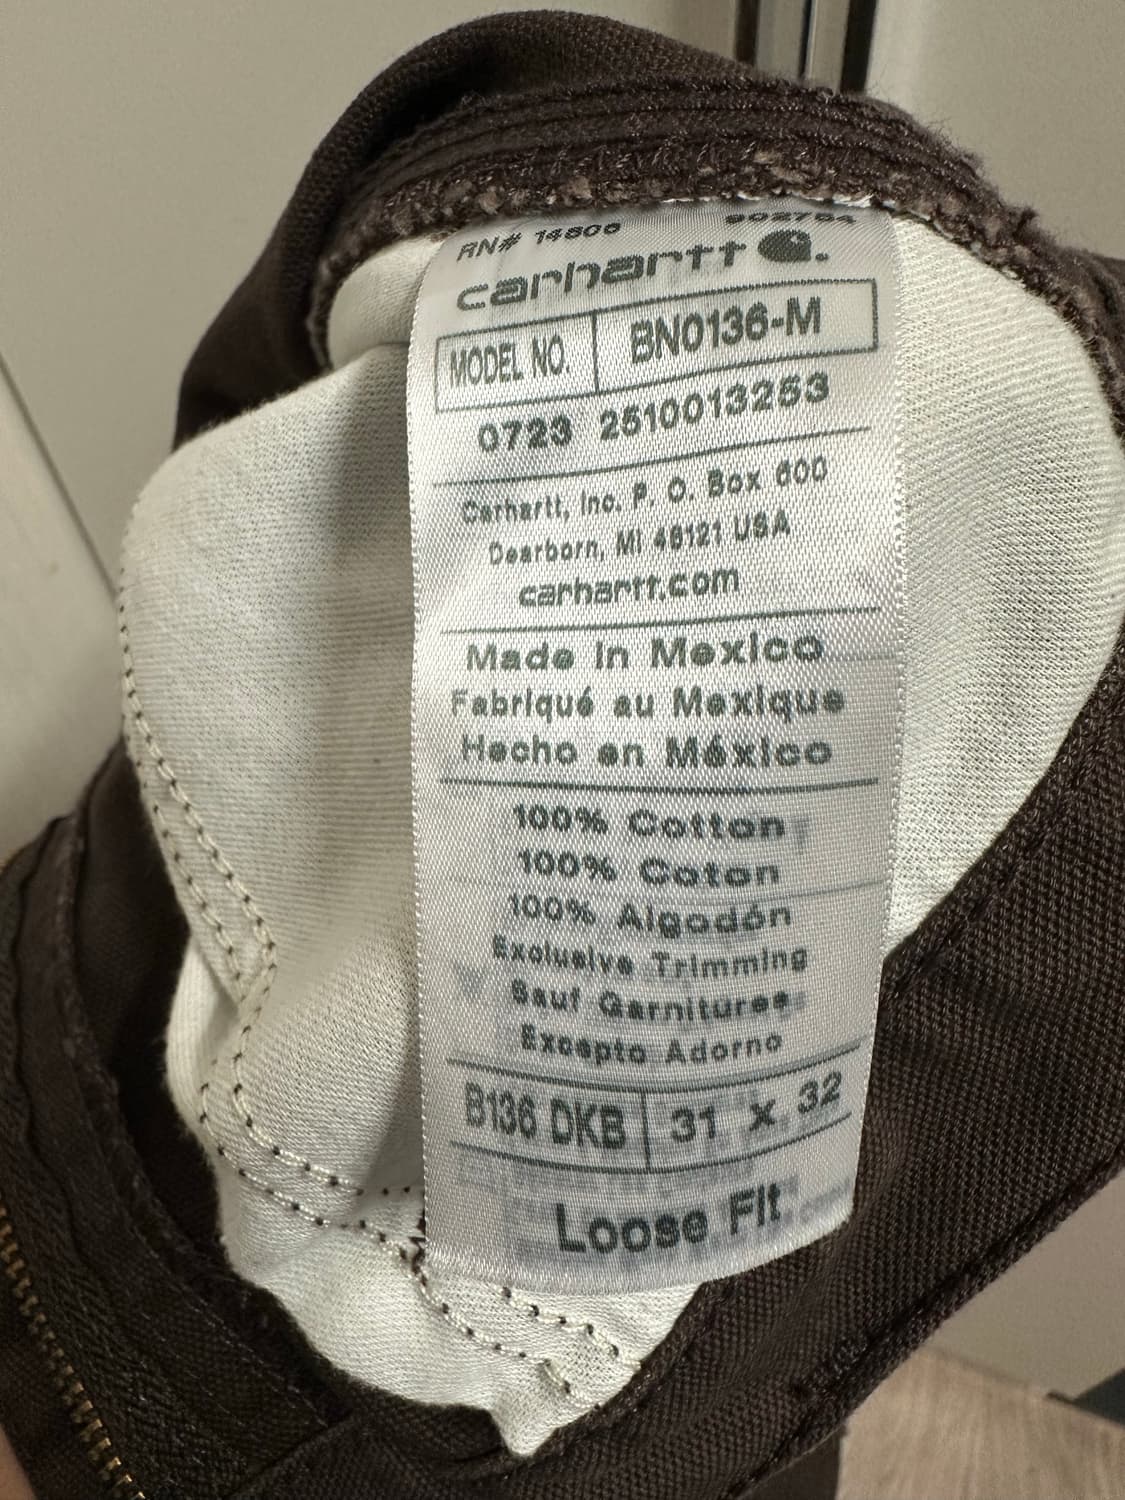 RN# 14806 902784
carhartt
MODEL NO. BN0136-M
0723 2510013253
Carhartt, Inc. P. O. Box 600
Dearborn, MI 48121 USA
carhartt.com
Made In Mexico
Fabriqué au Mexique
Hecho en México
100% Cotton
100% Coton
100% Algodón
Exclusive Trimming
Sauf Garnitures
Excepto Adorno
B136 DKB 31 x 32
Loose Fit